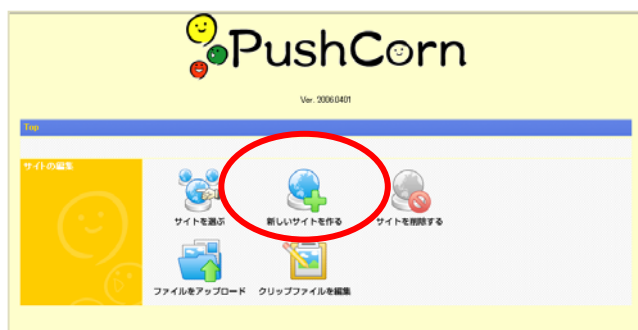 PushCorn
Ver. 2006.0401
Top
サイトの編集
サイトを選ぶ
新しいサイトを作る
サイトを削除する
ファイルをアップロード
クリップファイルを編集